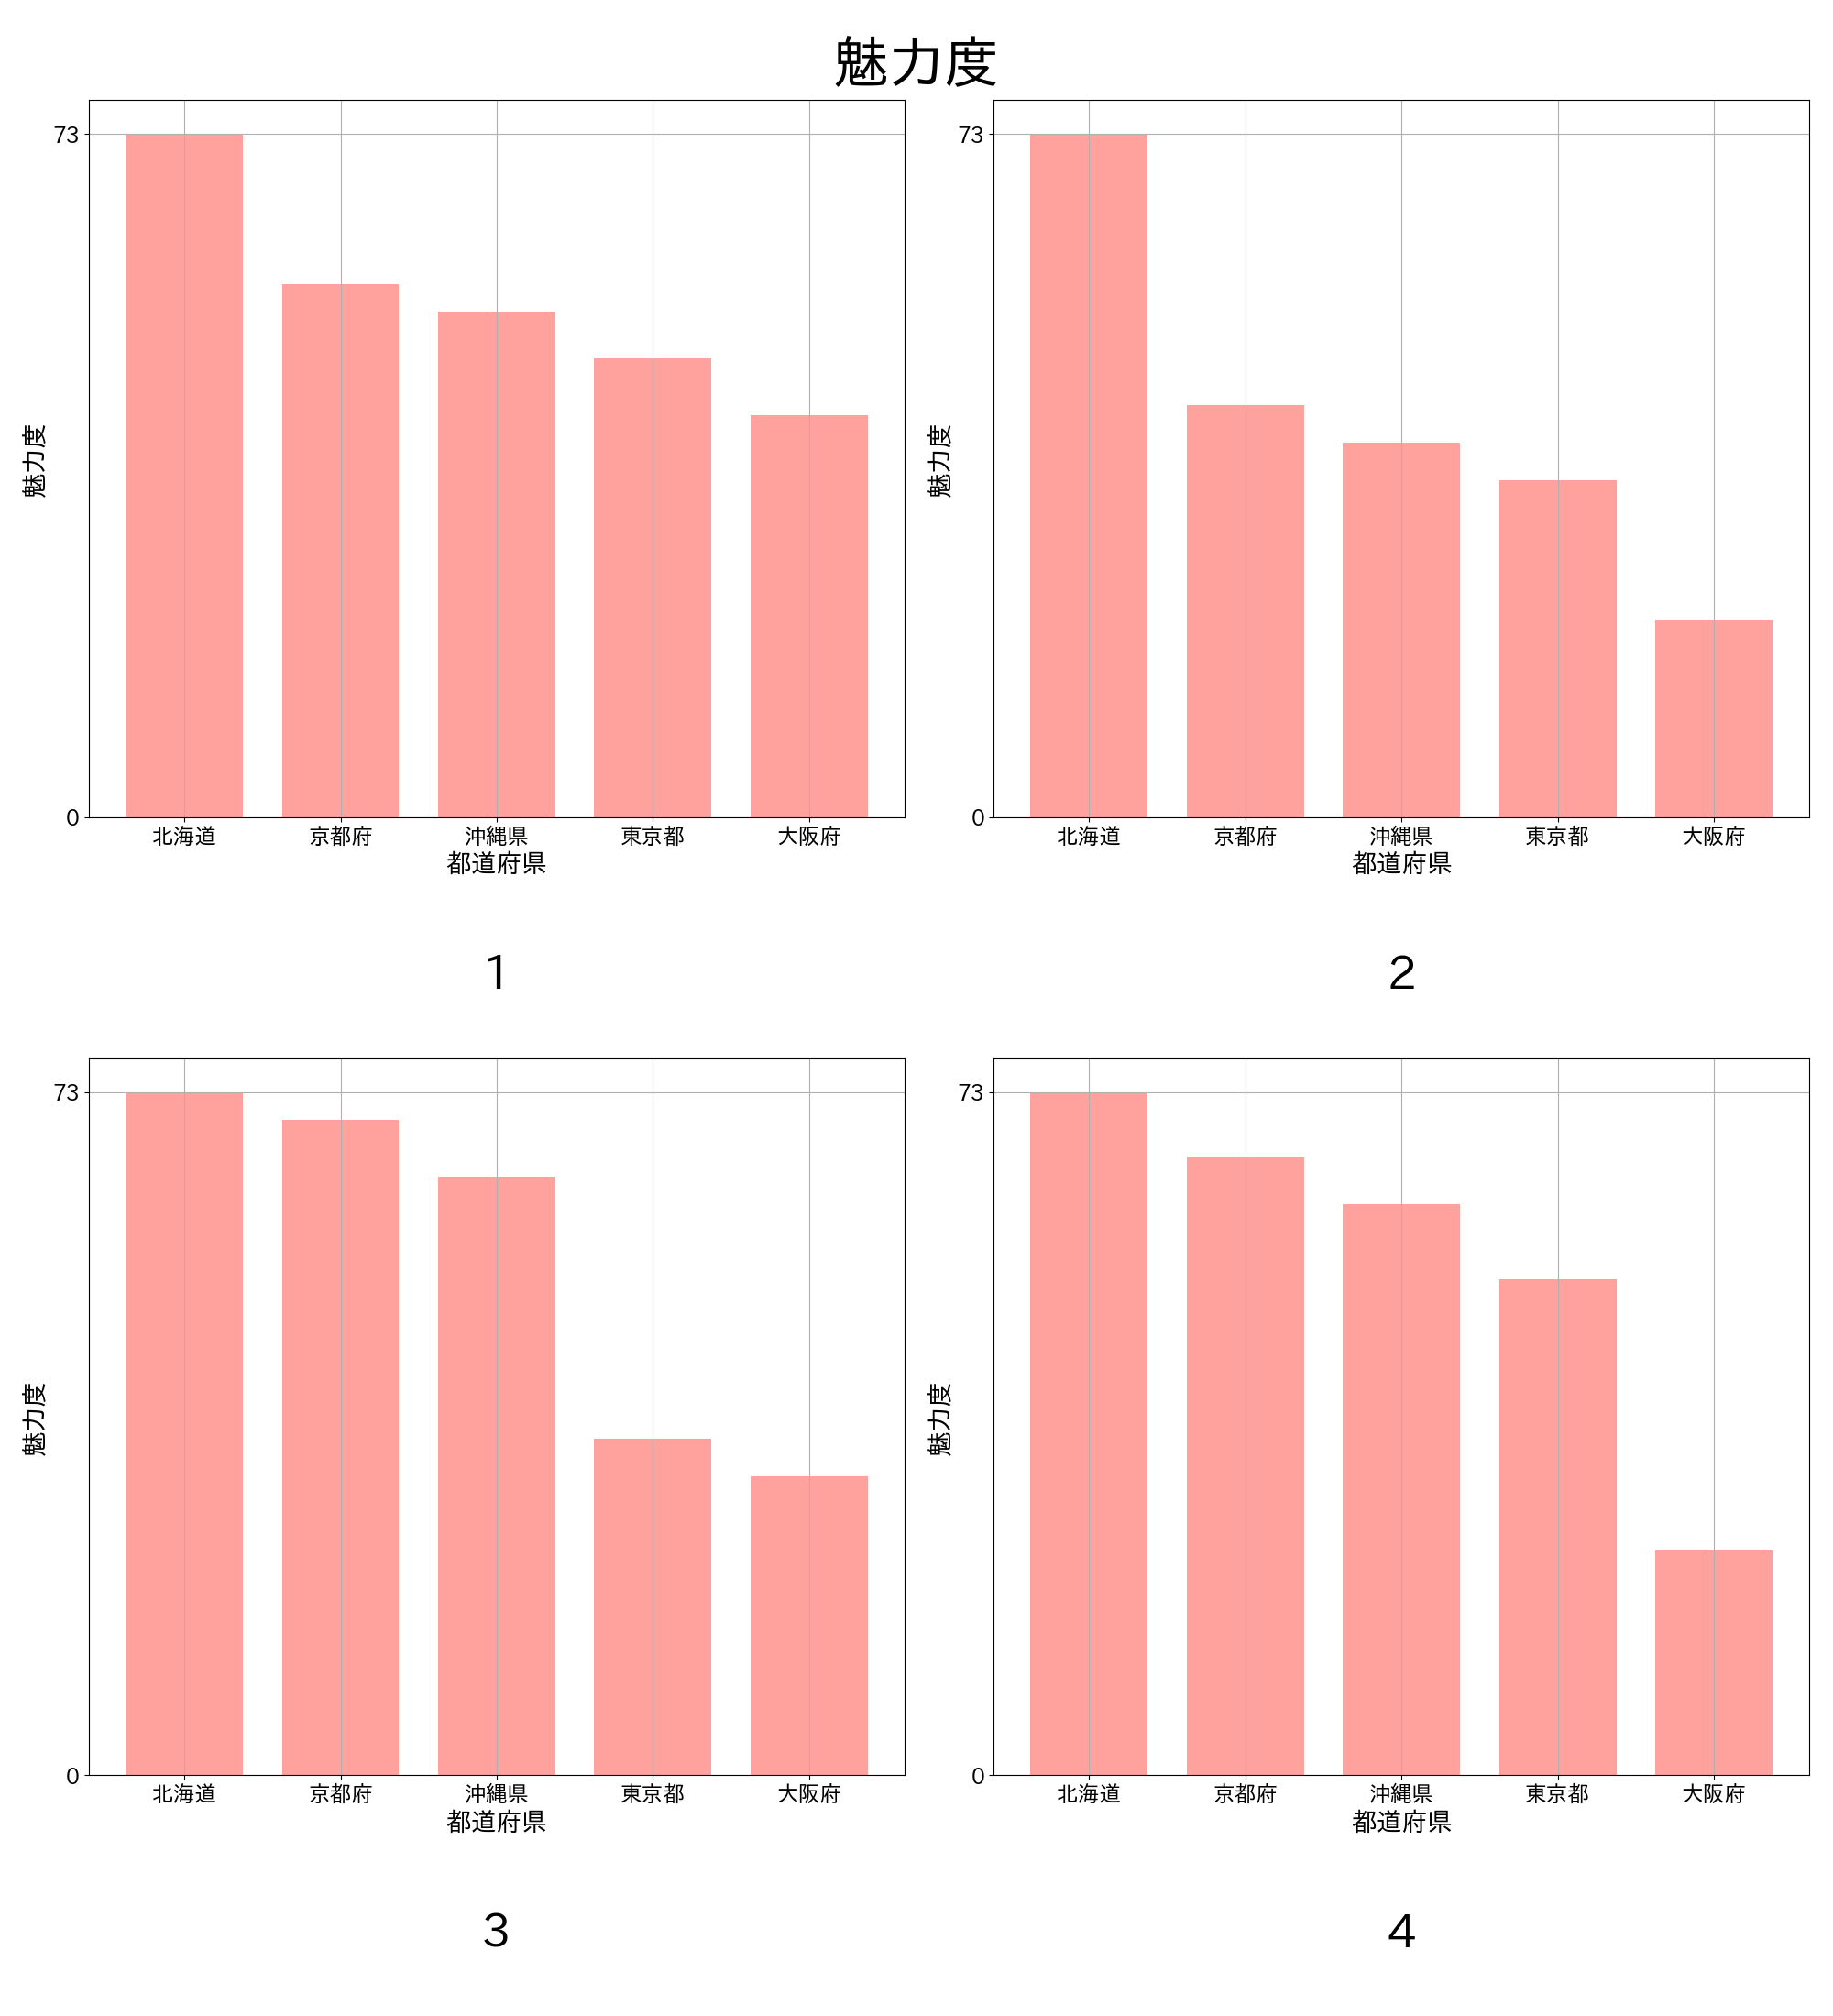 魅力度
73
0
魅力度
北海道 京都府 沖縄県 東京都 大阪府
都道府県
1
73
0
魅力度
北海道 京都府 沖縄県 東京都 大阪府
都道府県
2
73
0
魅力度
北海道 京都府 沖縄県 東京都 大阪府
都道府県
3
73
0
魅力度
北海道 京都府 沖縄県 東京都 大阪府
都道府県
4